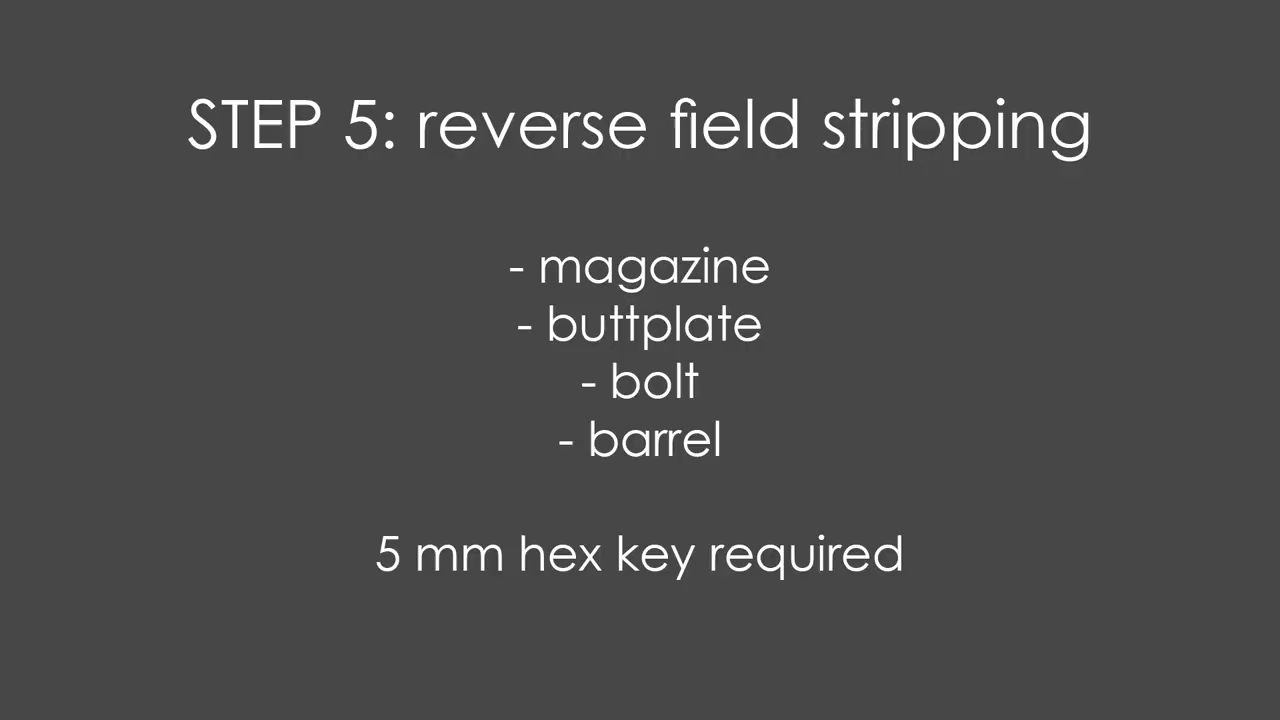 STEP 5: reverse field stripping
- magazine
- buttplate
- bolt
- barrel
5 mm hex key required